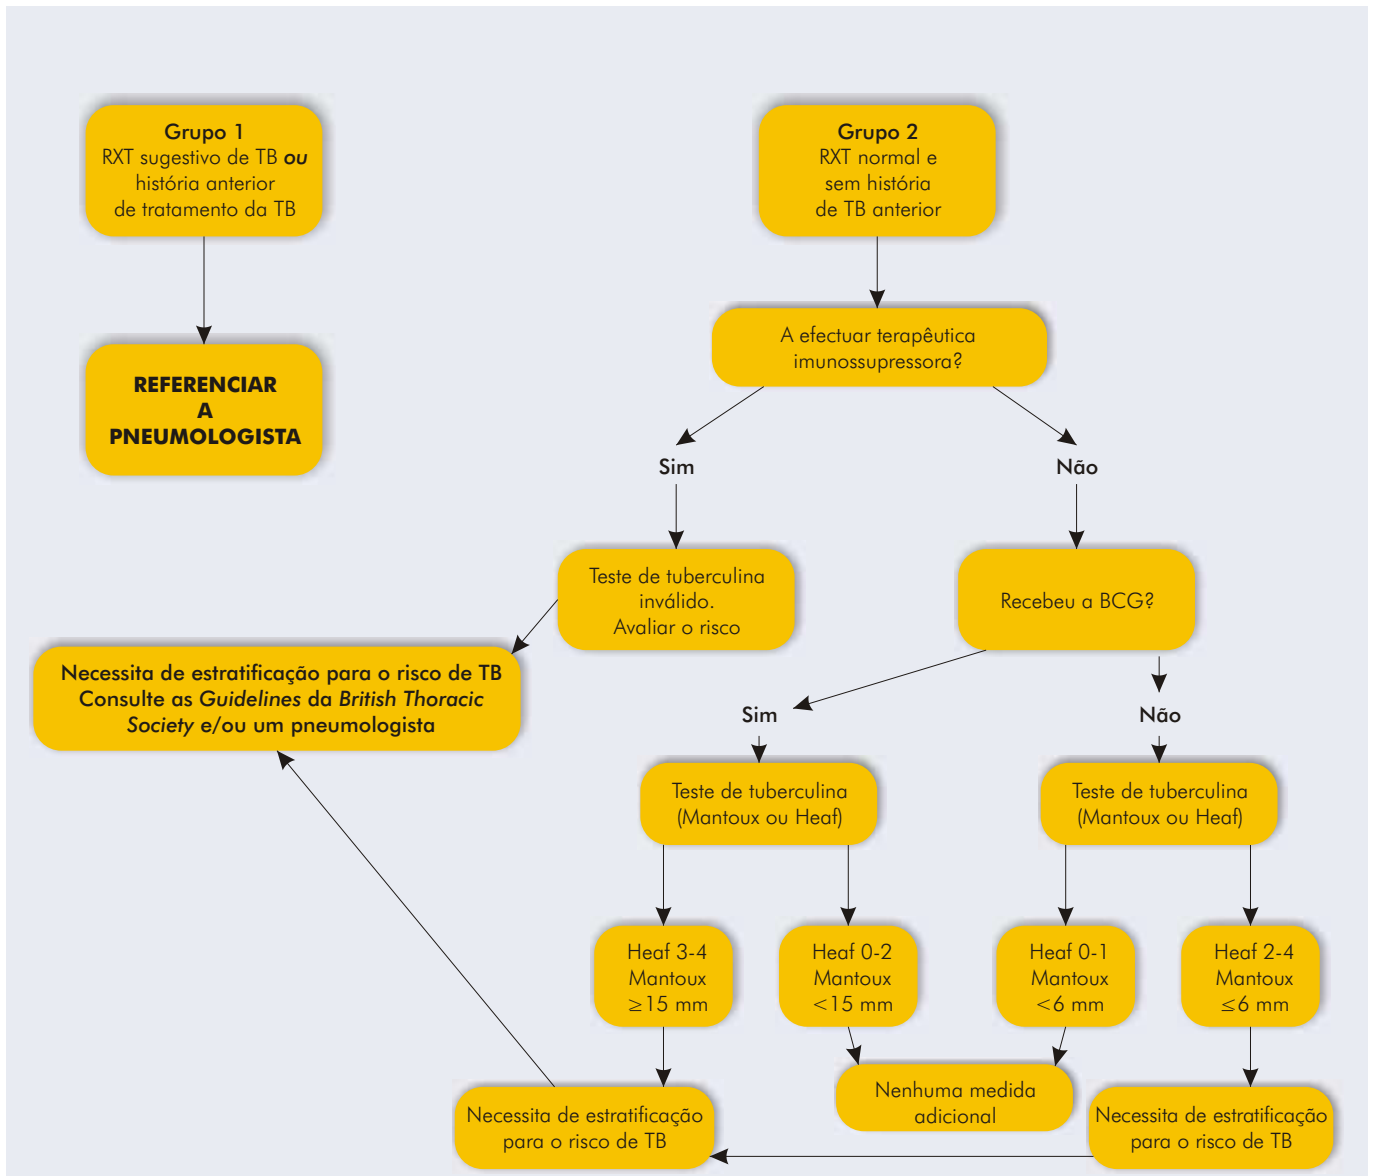 Grupo 1
RXT sugestivo de TB ou
história anterior
de tratamento da TB
REFERENCIAR
A
PNEUMOLOGISTA
Grupo 2
RXT normal e
sem história
de TB anterior
A efectuar terapêutica
imunossupressora?
Sim
Não
Teste de tuberculina
inválido.
Avaliar o risco
Recebeu a BCG?
Necessita de estratificação para o risco de TB
Consulte as Guidelines da British Thoracic
Society e/ou um pneumologista
Sim
Não
Teste de tuberculina
(Mantoux ou Heaf)
Teste de tuberculina
(Mantoux ou Heaf)
Heaf 3-4
Mantoux
≥15 mm
Heaf 0-2
Mantoux
<15 mm
Heaf 0-1
Mantoux
<6 mm
Heaf 2-4
Mantoux
≤6 mm
Necessita de estratificação
para o risco de TB
Nenhuma medida
adicional
Necessita de estratificação
para o risco de TB